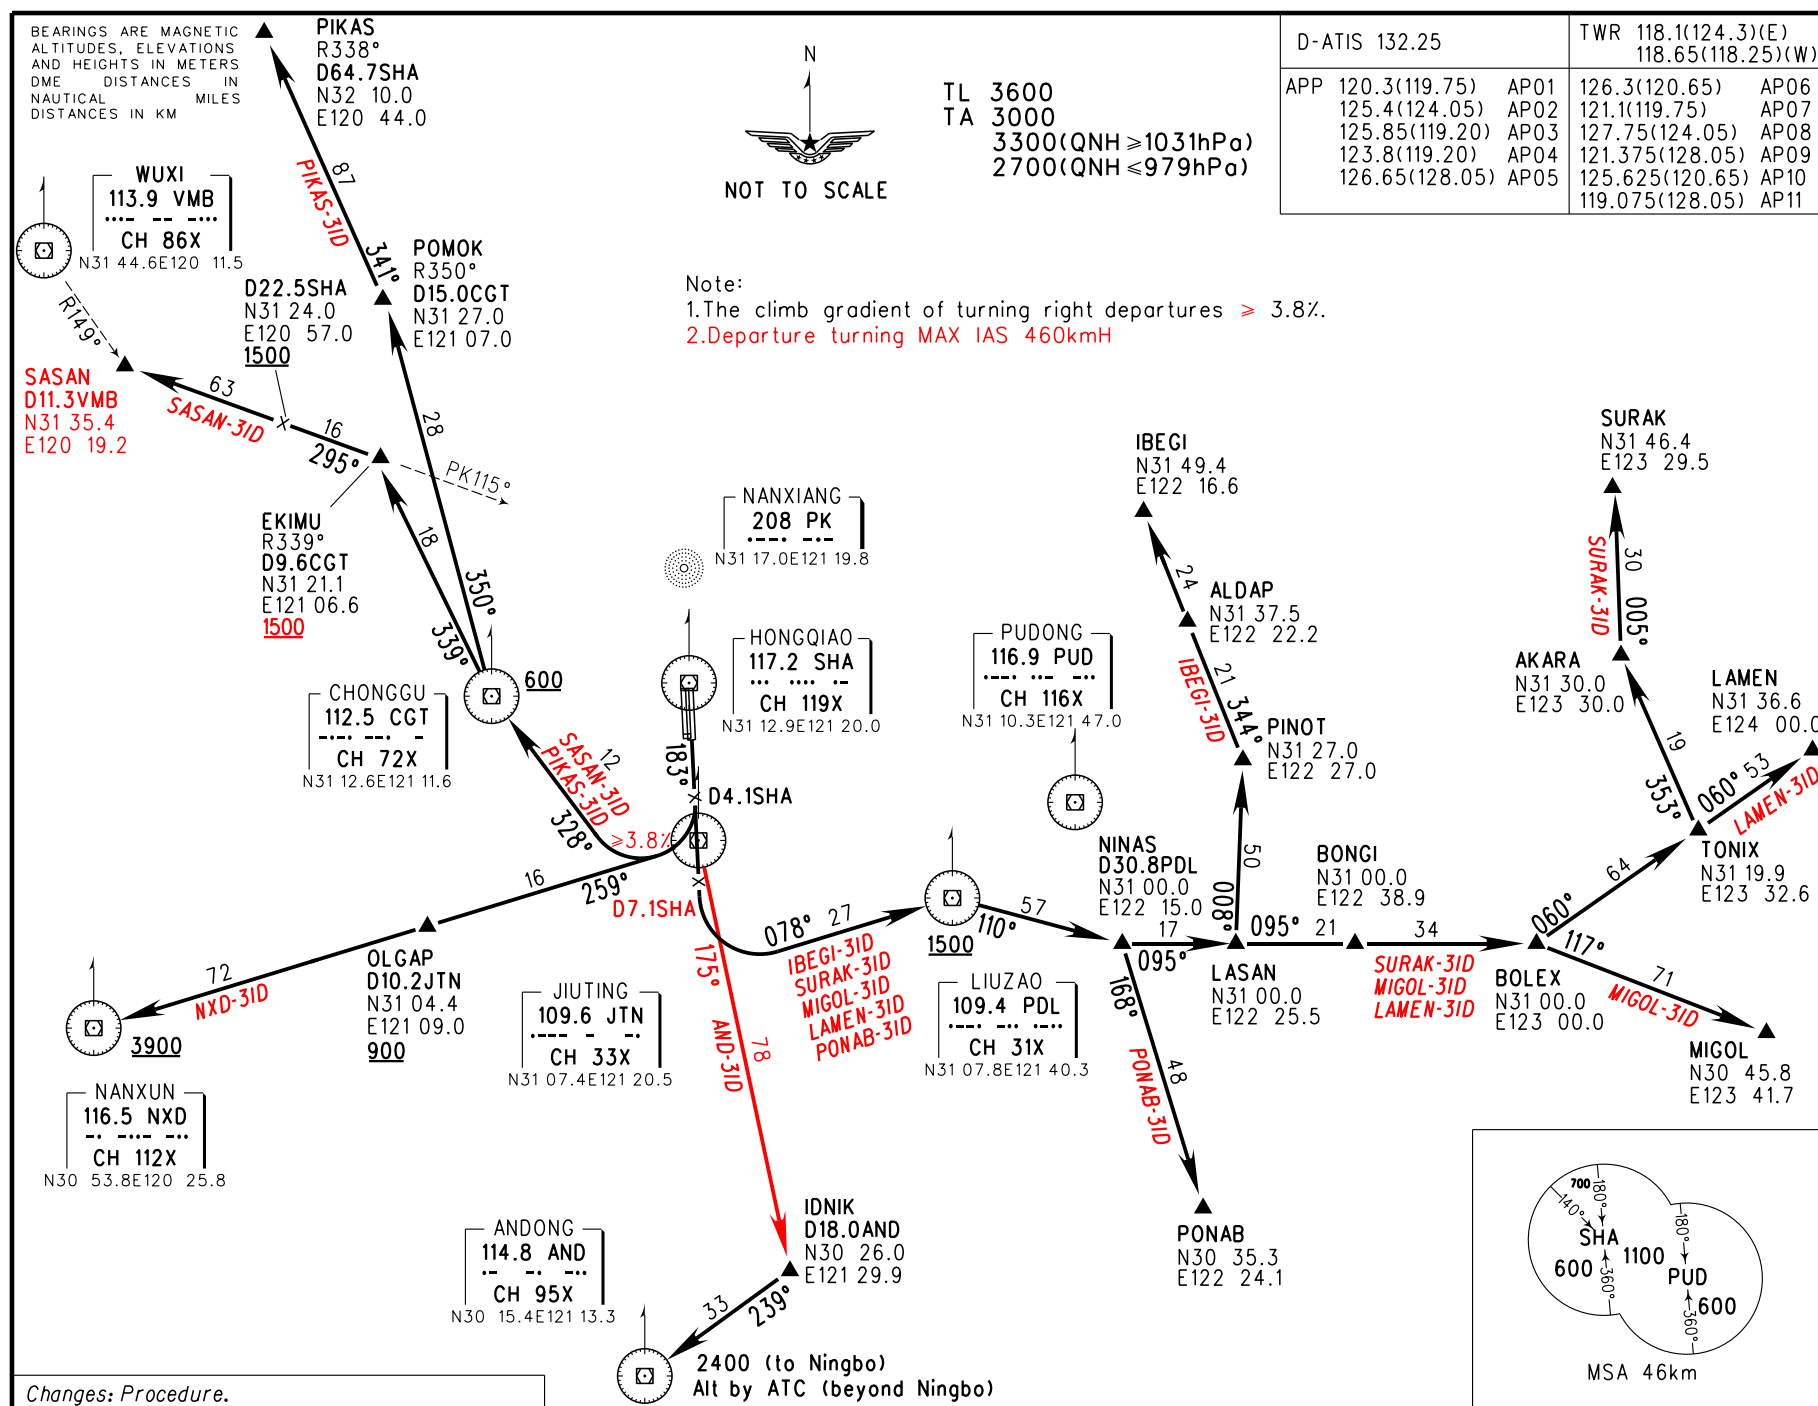 BEARINGS ARE MAGNETIC
ALTITUDES, ELEVATIONS
AND HEIGHTS IN METERS
DME DISTANCES IN
NAUTICAL MILES
DISTANCES IN KM
PIKAS
R338°
D64.7SHA
N32 10.0
E120 44.0
N
NOT TO SCALE
TL 3600
TA 3000
3300(QNH ≥1031hPa)
2700(QNH ≤979hPa)
D-ATIS 132.25
TWR 118.1(124.3)(E)
118.65(118.25)(W)
APP 120.3(119.75) AP01
125.4(124.05) AP02
125.85(119.20) AP03
123.8(119.20) AP04
126.65(128.05) AP05
126.3(120.65) AP06
121.1(119.75) AP07
127.75(124.05) AP08
121.375(128.05) AP09
125.625(120.65) AP10
119.075(128.05) AP11
WUXI
113.9 VMB
CH 86X
N31 44.6E120 11.5
R149°
87
PIKAS-31D
341°
POMOK
R350°
D15.0CGT
N31 27.0
E121 07.0
D22.5SHA
N31 24.0
E120 57.0
1500
Note:
1.The climb gradient of turning right departures ≥ 3.8%.
2.Departure turning MAX IAS 460kmH
SASAN
D11.3VMB
N31 35.4
E120 19.2
63
SASAN-31D
16
295°
28
PK115°
EKIMU
R339°
D9.6CGT
N31 21.1
E121 06.6
1500
18
339°
350°
NANXIANG
208 PK
N31 17.0E121 19.8
IBEGI
N31 49.4
E122 16.6
SURAK
N31 46.4
E123 29.5
24
ALDAP
N31 37.5
E122 22.2
30
SURAK-31D
005°
HONGQIAO
117.2 SHA
CH 119X
N31 12.9E121 20.0
PUDONG
116.9 PUD
CH 116X
N31 10.3E121 47.0
21
IBEGI-31D
344°
AKARA
N31 30.0
E123 30.0
LAMEN
N31 36.6
E124 00.0
CHONGGU
112.5 CGT
CH 72X
N31 12.6E121 11.6
600
PINOT
N31 27.0
E122 27.0
19
353°
060°
53
LAMEN-31D
12
SASAN-31D
PIKAS-31D
328°
183°
D4.1SHA
≥3.8%
D7.1SHA
16
259°
NINAS
D30.8PDL
N31 00.0
E122 15.0
50
008°
BONGI
N31 00.0
E122 38.9
64
060°
TONIX
N31 19.9
E123 32.6
078°
27
IBEGI-31D
SURAK-31D
MIGOL-31D
LAMEN-31D
PONAB-31D
1500
57
110°
17
095°
095°
21
34
LASAN
N31 00.0
E122 25.5
SURAK-31D
MIGOL-31D
LAMEN-31D
BOLEX
N31 00.0
E123 00.0
117°
71
MIGOL-31D
MIGOL
N30 45.8
E123 41.7
OLGAP
D10.2JTN
N31 04.4
E121 09.0
900
72
NXD-31D
3900
NANXUN
116.5 NXD
CH 112X
N30 53.8E120 25.8
JIUTING
109.6 JTN
CH 33X
N31 07.4E121 20.5
175°
78
AND-31D
LIUZAO
109.4 PDL
CH 31X
N31 07.8E121 40.3
168°
48
PONAB-31D
PONAB
N30 35.3
E122 24.1
ANDONG
114.8 AND
CH 95X
N30 15.4E121 13.3
IDNIK
D18.0AND
N30 26.0
E121 29.9
33
239°
2400 (to Ningbo)
Alt by ATC (beyond Ningbo)
700
180°
140°
SHA
600
360°
1100
180°
PUD
600
360°
MSA 46km
Changes: Procedure.